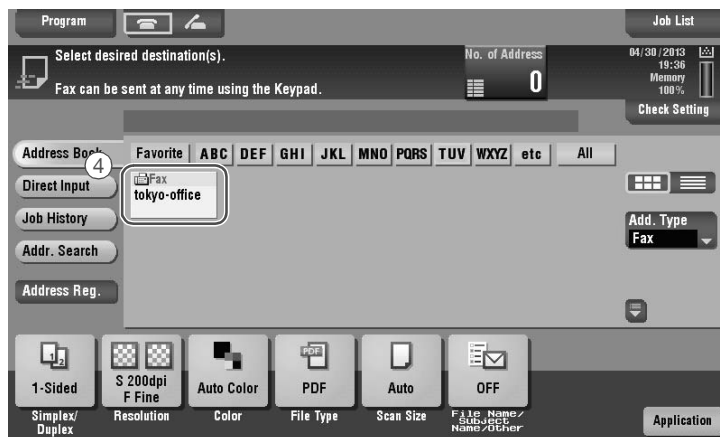 Program
Job List
Select desired destination(s).
Fax can be sent at any time using the Keypad.
No. of Address
0
04/30/2013
19:36
Memory
100%
Check Setting
Address Book
4
Favorite ABC DEF GHI JKL MNO PQRS TUV WXYZ etc All
Direct Input
Fax
tokyo-office
Job History
Addr. Search
Address Reg.
Add. Type
Fax
1-Sided
S 200dpi
F Fine
Auto Color
PDF
PDF
Auto
OFF
Simplex/
Duplex
Resolution
Color
File Type
Scan Size
File Name/
Subject
Name/Other
Application